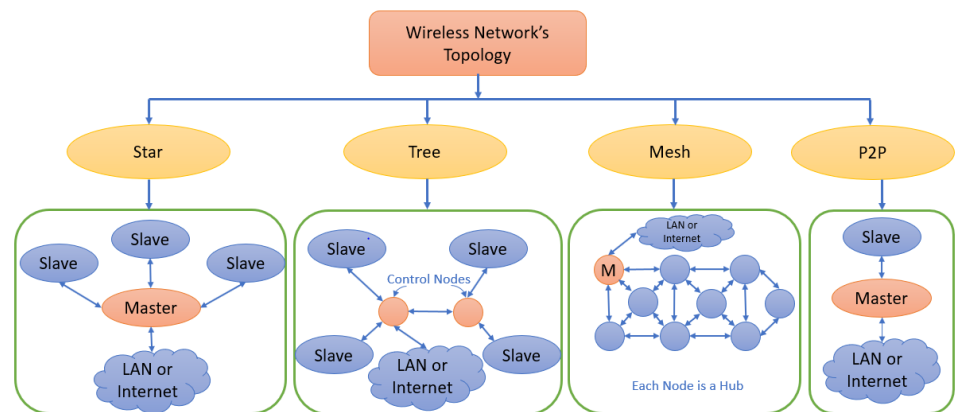 Wireless Network's
Topology
Star
Tree
Mesh
P2P
Slave
Slave
Slave
Master
LAN or
Internet
Slave
Slave
Control Nodes
Slave
LAN or
Internet
Slave
LAN or
Internet
M
Each Node is a Hub
Slave
Master
LAN or
Internet